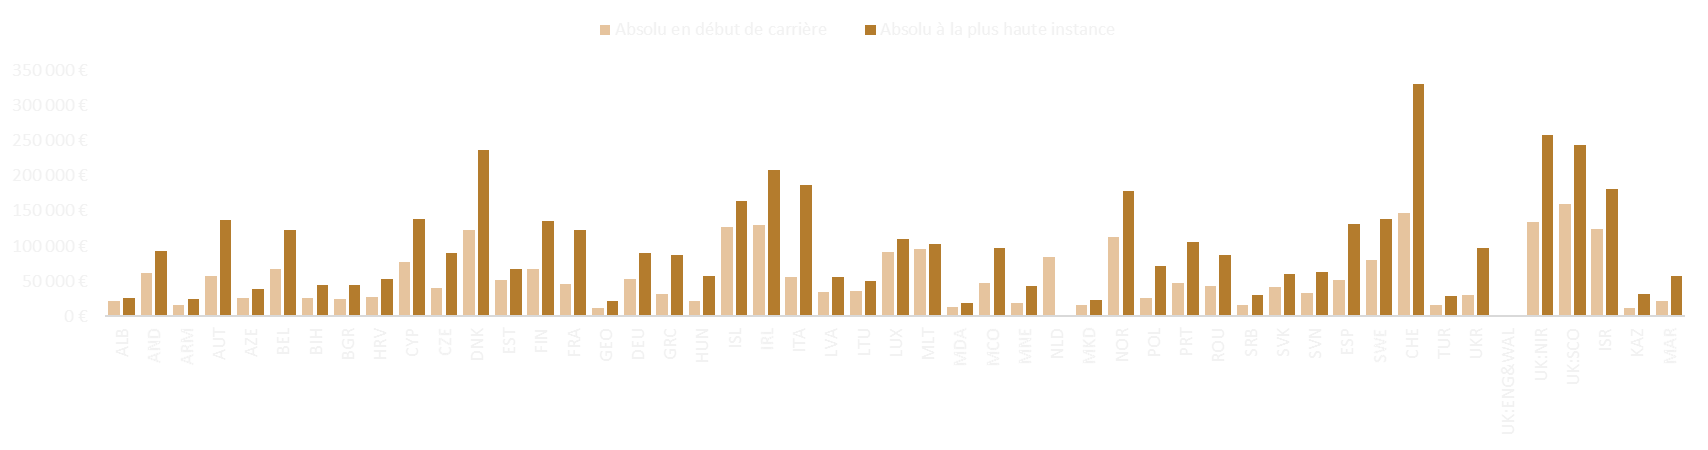 Absolu en début de carrière Absolu à la plus haute instance
350 000 €
300 000 €
250 000 €
200 000 €
150 000 €
100 000 €
50 000 €
0 €
ALB
AND
ARM
AUT
AZE
BEL
BIH
BGR
HRV
CYP
CZE
DNK
EST
FIN
FRA
GEO
DEU
GRC
HUN
ISL
IRL
ITA
LVA
LTU
LUX
MLT
MDA
MCO
MNE
NLD
MKD
NOR
POL
PRT
ROU
SRB
SVK
SVN
ESP
SWE
CHE
TUR
UKR
UK:ENG&WAL
UK:NIR
UK:SCO
ISR
KAZ
MAR